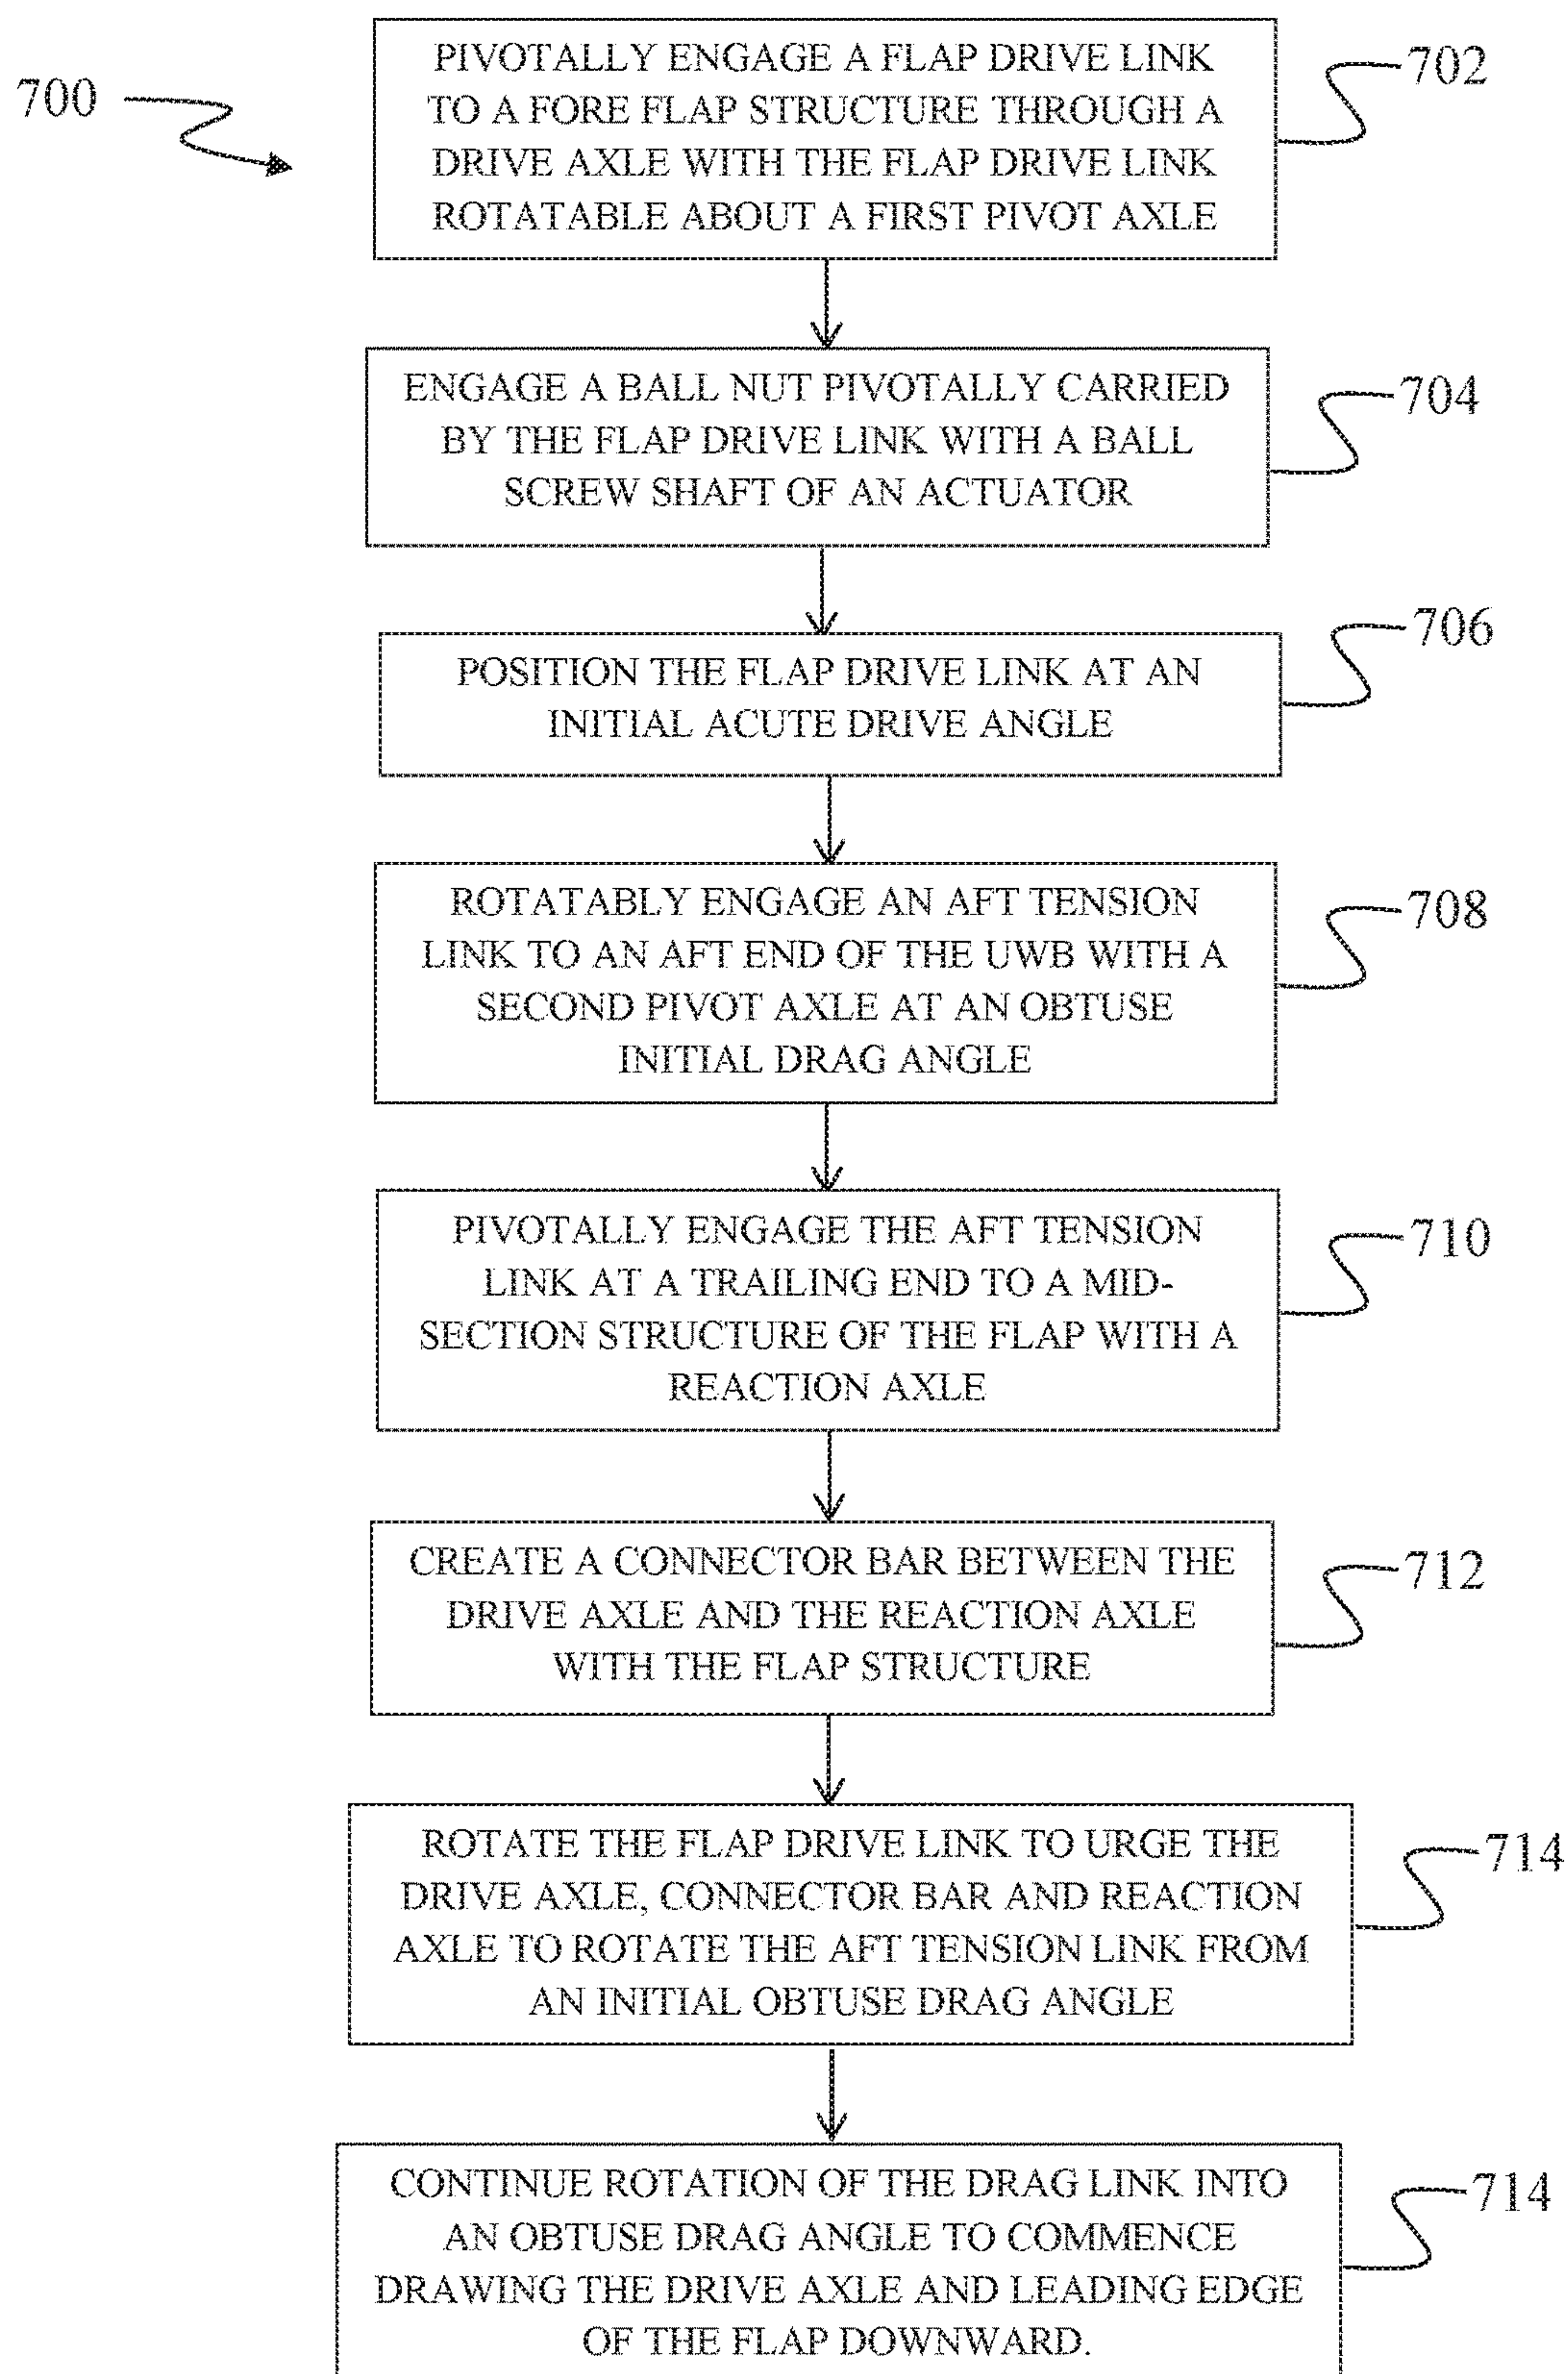 700
PIVOTALLY ENGAGE A FLAP DRIVE LINK
TO A FORE FLAP STRUCTURE THROUGH A
DRIVE AXLE WITH THE FLAP DRIVE LINK
ROTATABLE ABOUT A FIRST PIVOT AXLE
702
ENGAGE A BALL NUT PIVOTALLY CARRIED
BY THE FLAP DRIVE LINK WITH A BALL
SCREW SHAFT OF AN ACTUATOR
704
POSITION THE FLAP DRIVE LINK AT AN
INITIAL ACUTE DRIVE ANGLE
706
ROTATABLY ENGAGE AN AFT TENSION
LINK TO AN AFT END OF THE UWB WITH A
SECOND PIVOT AXLE AT AN OBTUSE
INITIAL DRAG ANGLE
708
PIVOTALLY ENGAGE THE AFT TENSION
LINK AT A TRAILING END TO A MID-
SECTION STRUCTURE OF THE FLAP WITH A
REACTION AXLE
710
CREATE A CONNECTOR BAR BETWEEN THE
DRIVE AXLE AND THE REACTION AXLE
WITH THE FLAP STRUCTURE
712
ROTATE THE FLAP DRIVE LINK TO URGE THE
DRIVE AXLE, CONNECTOR BAR AND REACTION
AXLE TO ROTATE THE AFT TENSION LINK FROM
AN INITIAL OBTUSE DRAG ANGLE
714
CONTINUE ROTATION OF THE DRAG LINK INTO
AN OBTUSE DRAG ANGLE TO COMMENCE
DRAWING THE DRIVE AXLE AND LEADING EDGE
OF THE FLAP DOWNWARD.
714